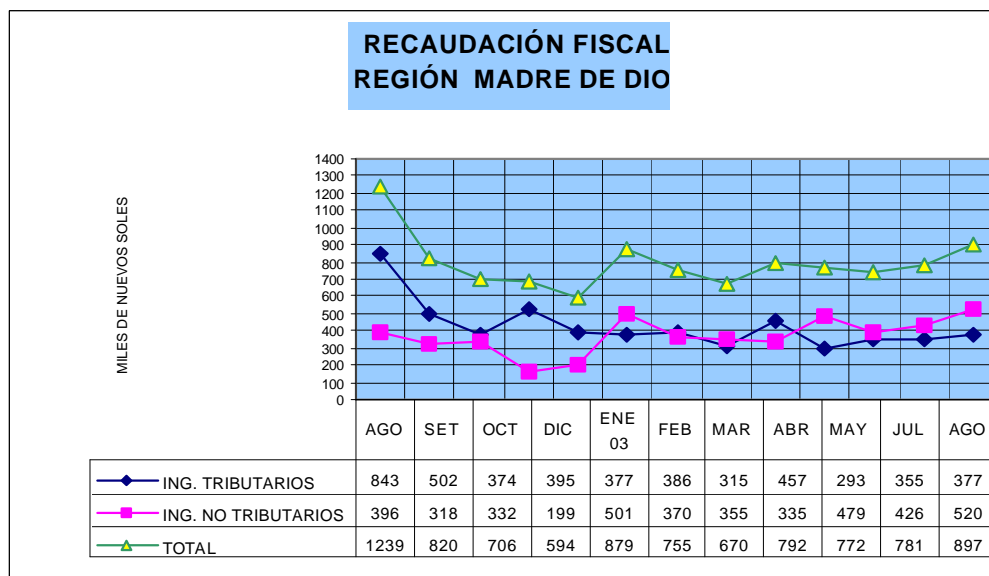 RECAUDACIÓN FISCAL
REGIÓN MADRE DE DIO
MILES DE NUEVOS SOLES
1400
1300
1200
1100
1000
900
800
700
600
500
400
300
200
100
0
AGO SET OCT DIC ENE 03 FEB MAR ABR MAY JUL AGO
ING. TRIBUTARIOS 843 502 374 395 377 386 315 457 293 355 377
ING. NO TRIBUTARIOS 396 318 332 199 501 370 355 335 479 426 520
TOTAL 1239 820 706 594 879 755 670 792 772 781 897